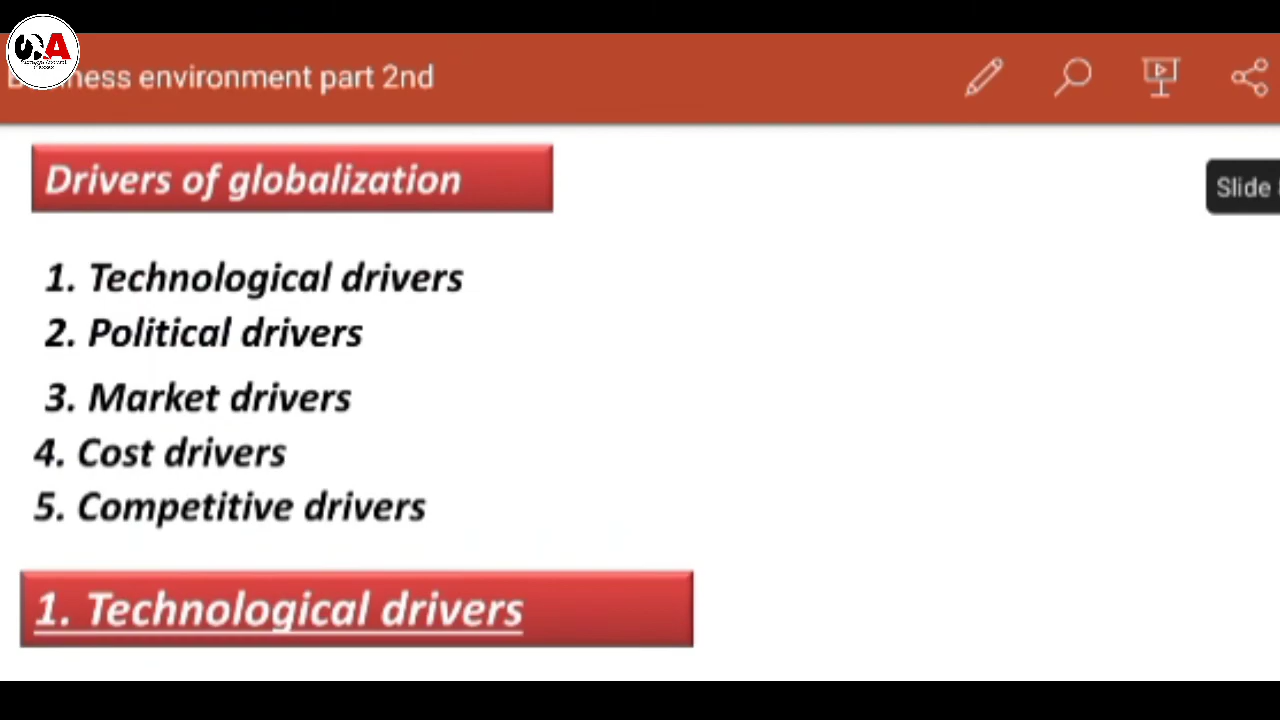 environment part 2nd
Drivers of globalization
Slide
1. Technological drivers
2. Political drivers
3. Market drivers
4. Cost drivers
5. Competitive drivers
1. Technological drivers